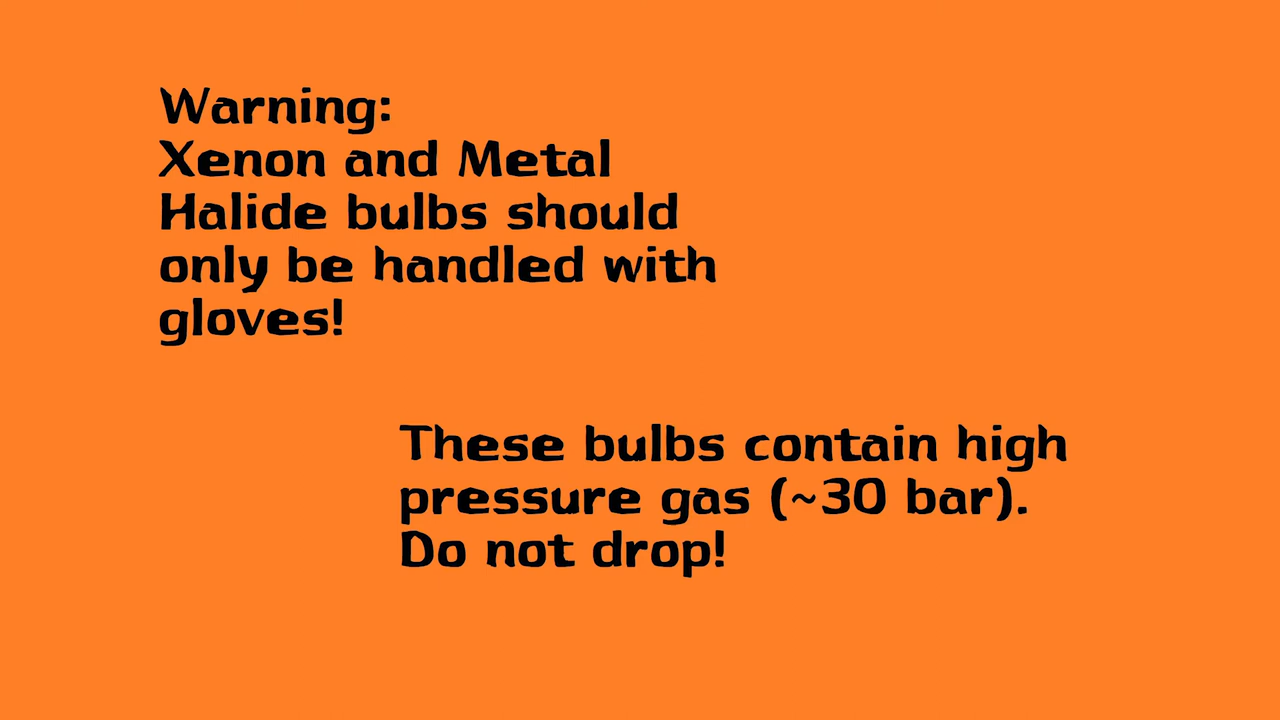 Warning:
Xenon and Metal
Halide bulbs should
only be handled with
gloves!
These bulbs contain high
pressure gas (~30 bar).
Do not drop!